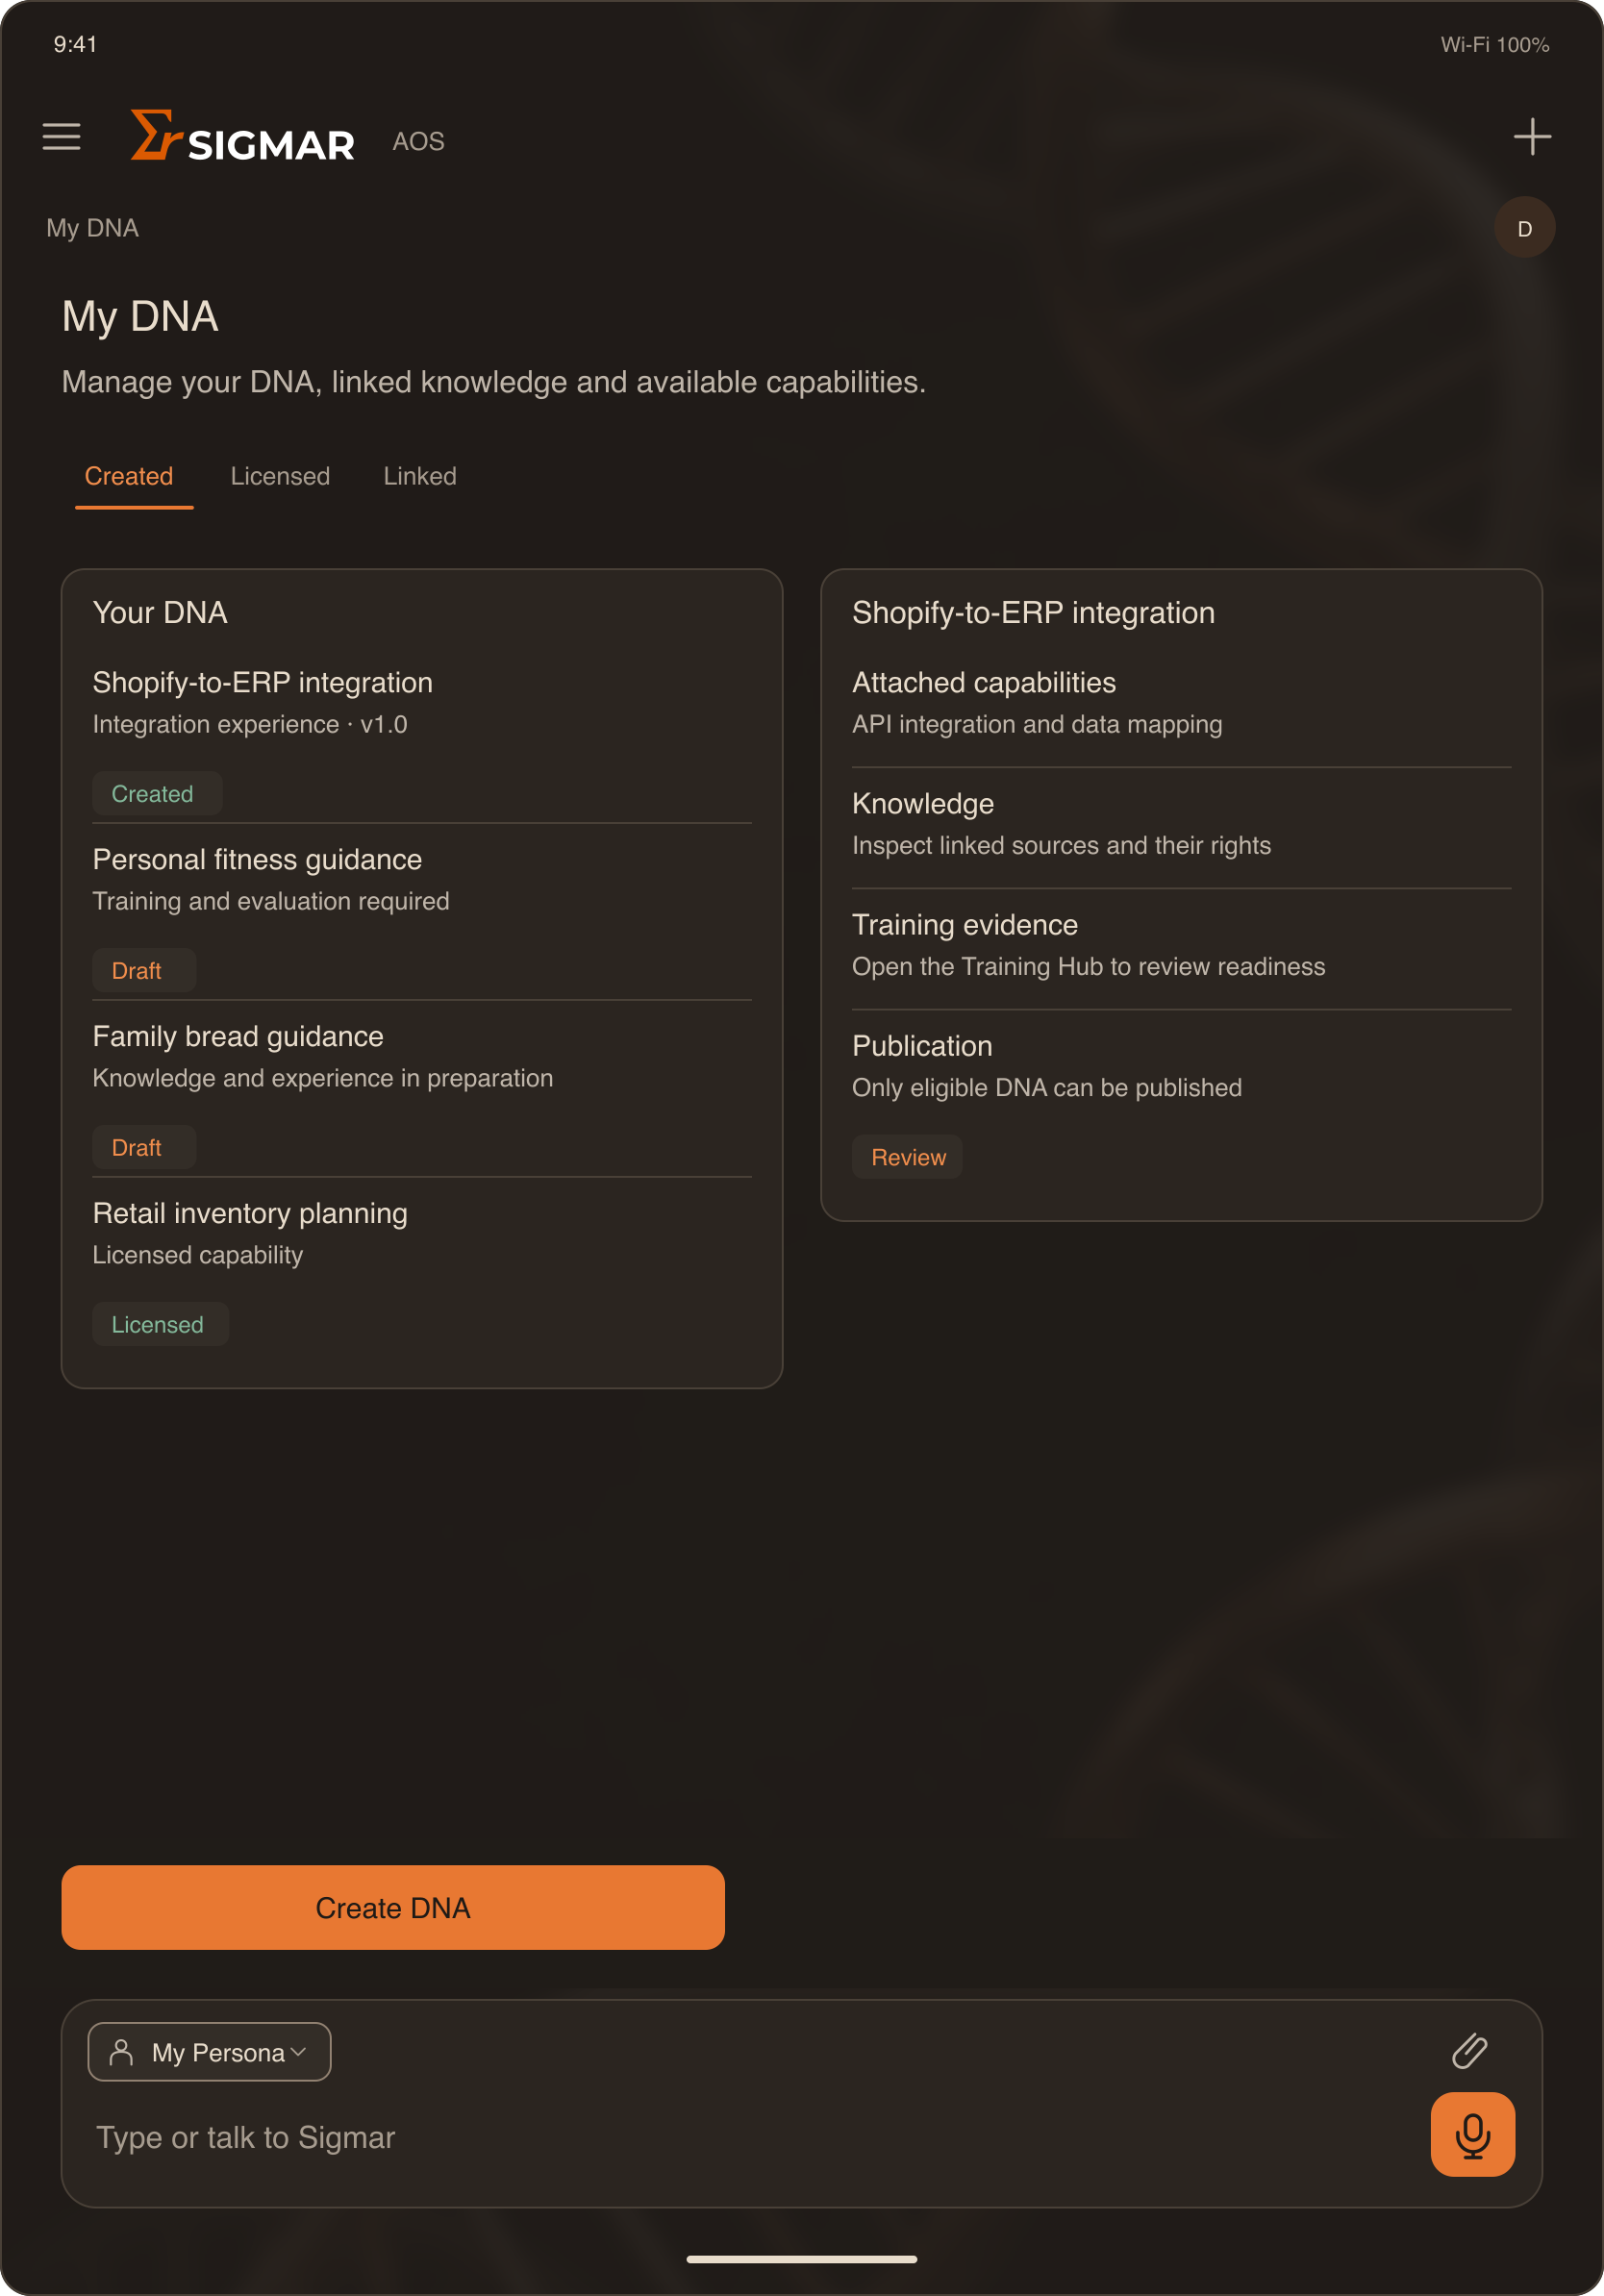 9:41
Wi-Fi 100%
Σr SIGMAR AOS
My DNA
D
My DNA
Manage your DNA, linked knowledge and available capabilities.
Created
Licensed
Linked
Your DNA
Shopify-to-ERP integration
Integration experience · v1.0
Created
Personal fitness guidance
Training and evaluation required
Draft
Family bread guidance
Knowledge and experience in preparation
Draft
Retail inventory planning
Licensed capability
Licensed
Shopify-to-ERP integration
Attached capabilities
API integration and data mapping
Knowledge
Inspect linked sources and their rights
Training evidence
Open the Training Hub to review readiness
Publication
Only eligible DNA can be published
Review
Create DNA
My Persona
Type or talk to Sigmar